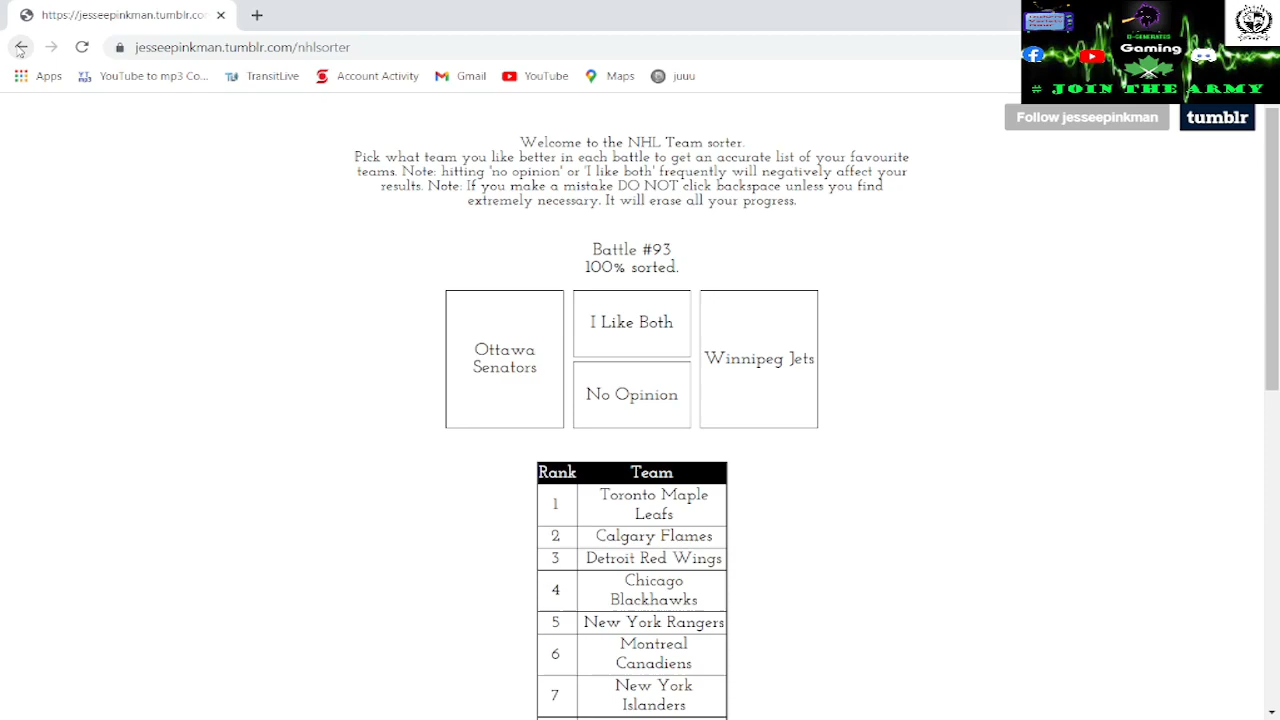 https://jesseepinkman.tumblr.co
jesseepinkman.tumblr.com/nhlsorter
Apps
YouTube to mp3 Co...
TransitLive
Account Activity
Gmail
YouTube
Maps
juuu
Gaming
# JOIN THE ARMY
Follow jesseepinkman
tumblr
Welcome to the NHL Team sorter.
Pick what team you like better in each battle to get an accurate list of your favourite
teams. Note: hitting 'no opinion' or 'I like both' frequently will negatively affect your
results. Note: If you make a mistake DO NOT click backspace unless you find
extremely necessary. It will erase all your progress.
Battle #93
100% sorted.
Ottawa
Senators
I Like Both
No Opinion
Winnipeg Jets
Rank Team
1 Toronto Maple
Leafs
2 Calgary Flames
3 Detroit Red Wings
4 Chicago
Blackhawks
5 New York Rangers
6 Montreal
Canadiens
7 New York
Islanders